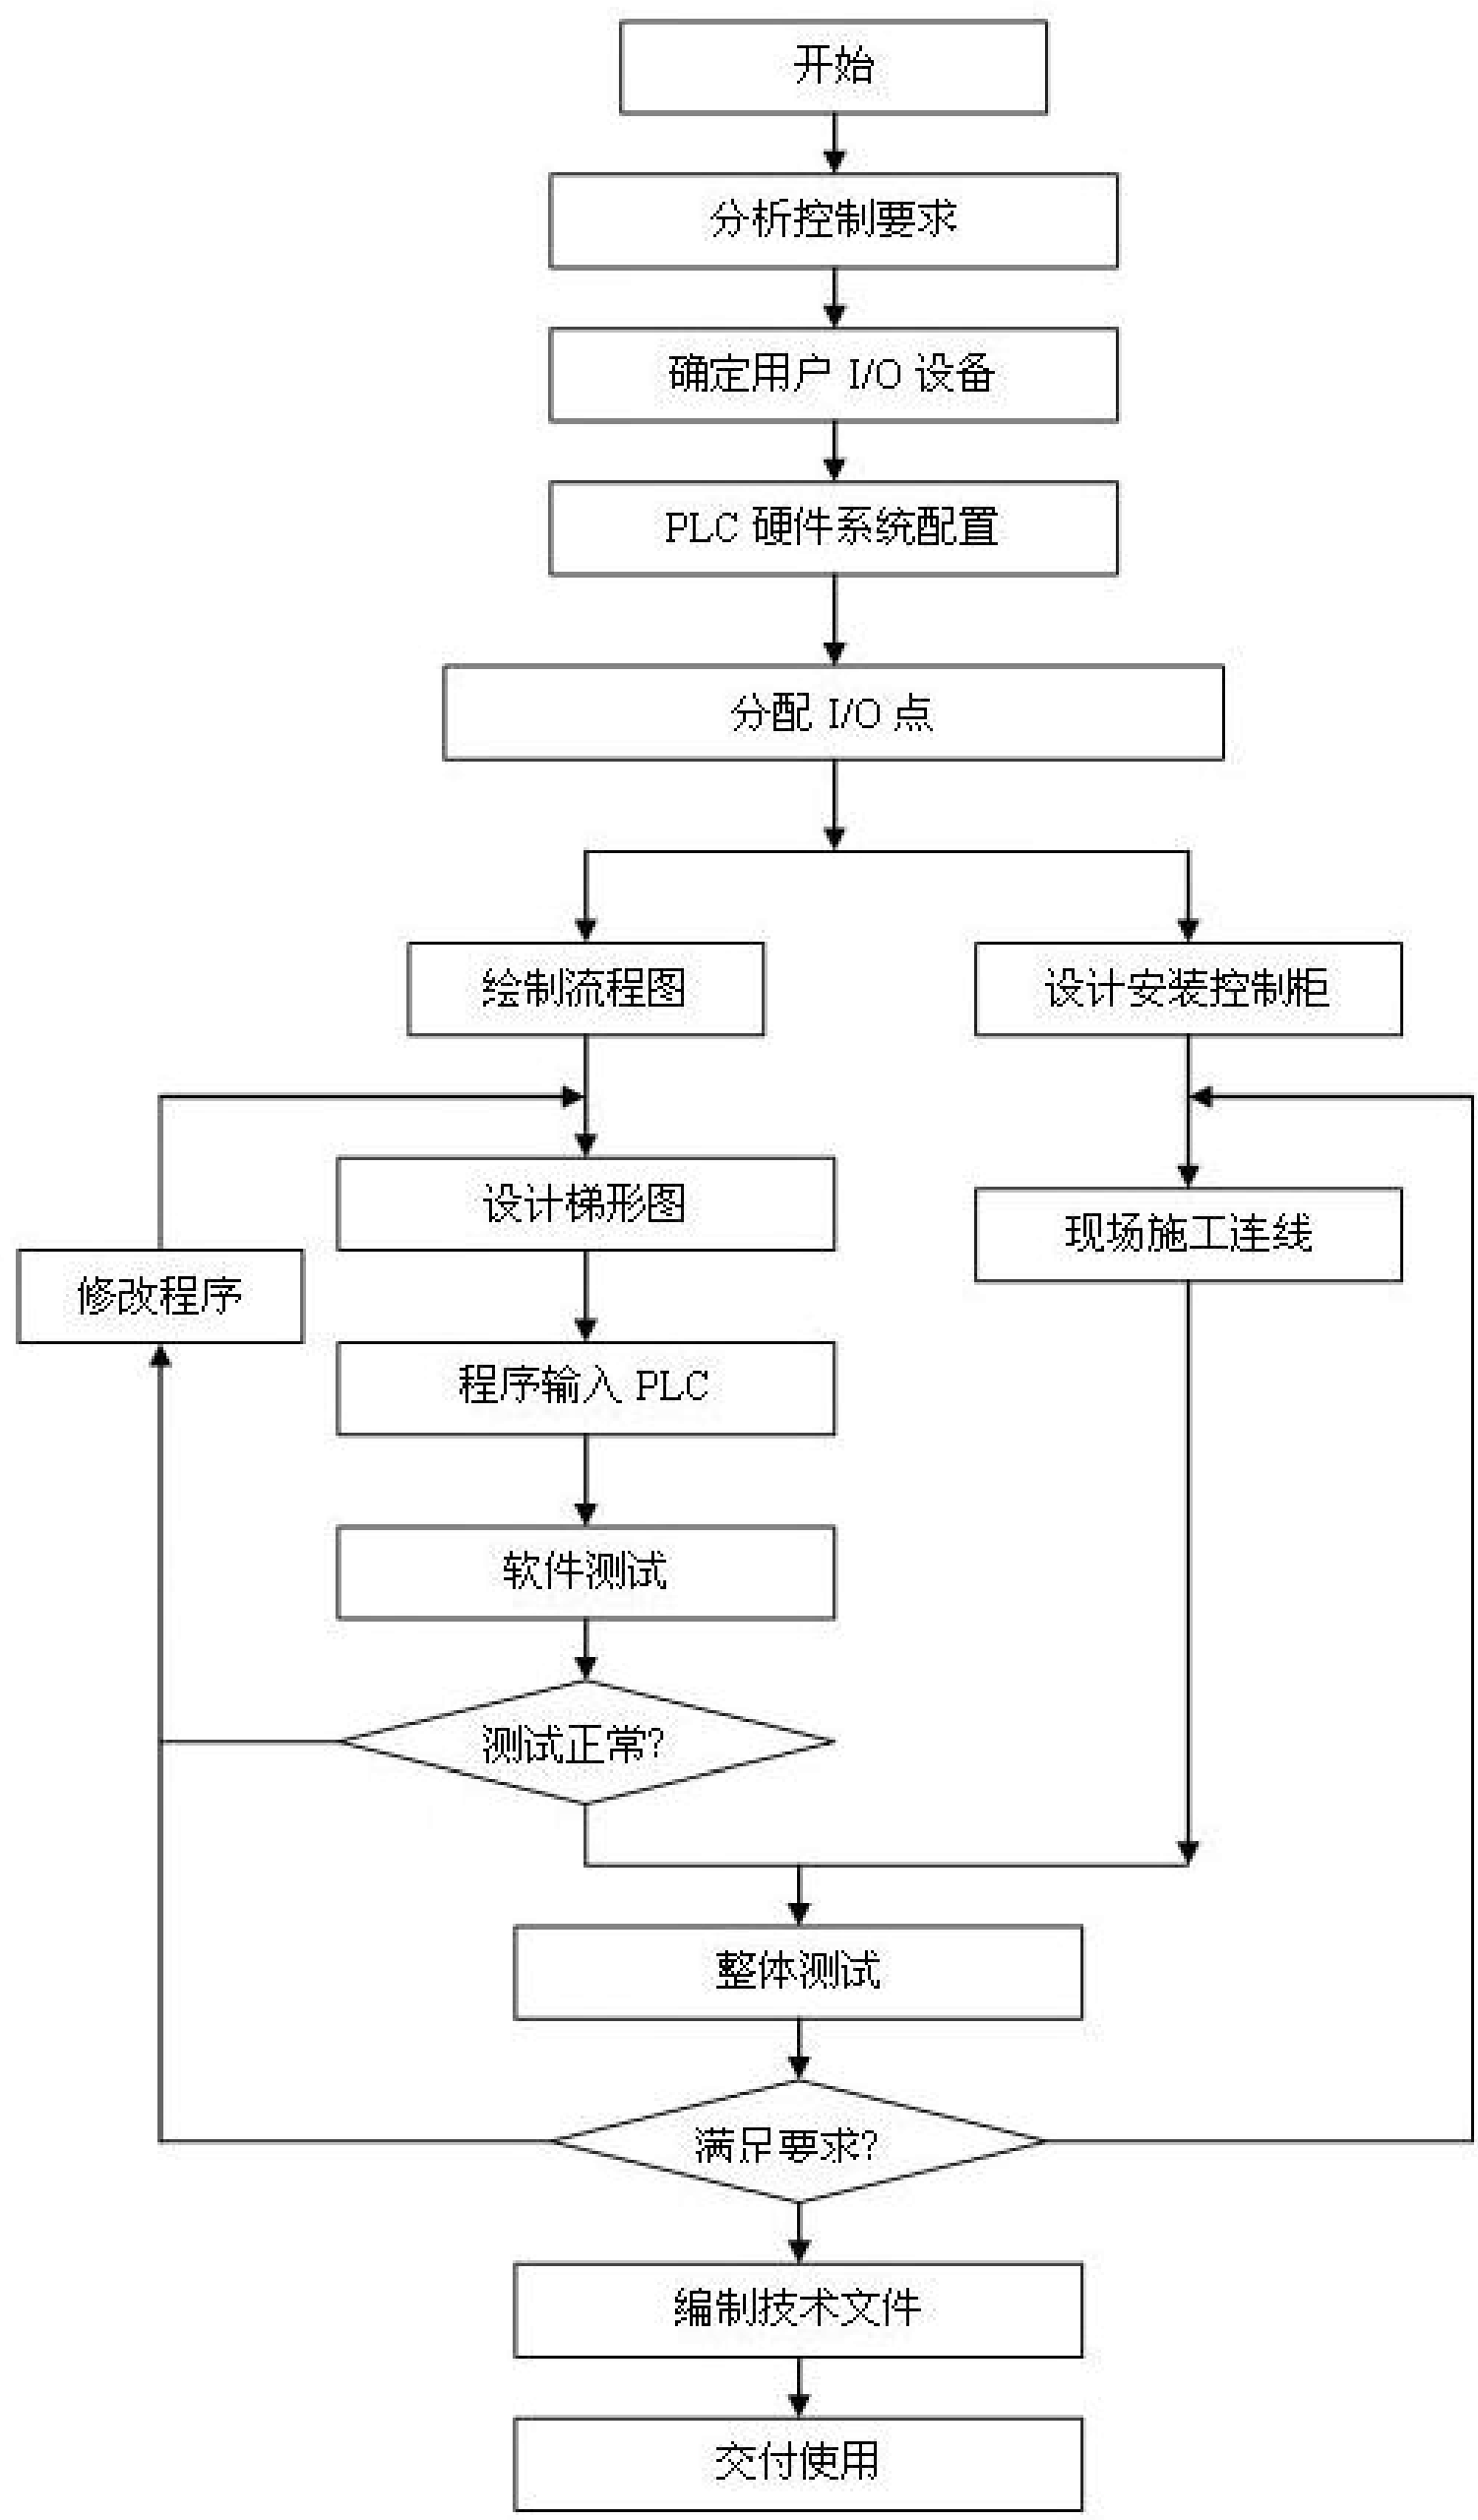 开始
分析控制要求
确定用户 I/O 设备
PLC 硬件系统配置
分配 I/O 点
绘制流程图
设计安装控制柜
设计梯形图
现场施工连线
修改程序
程序输入 PLC
软件测试
测试正常?
整体测试
满足要求?
编制技术文件
交付使用